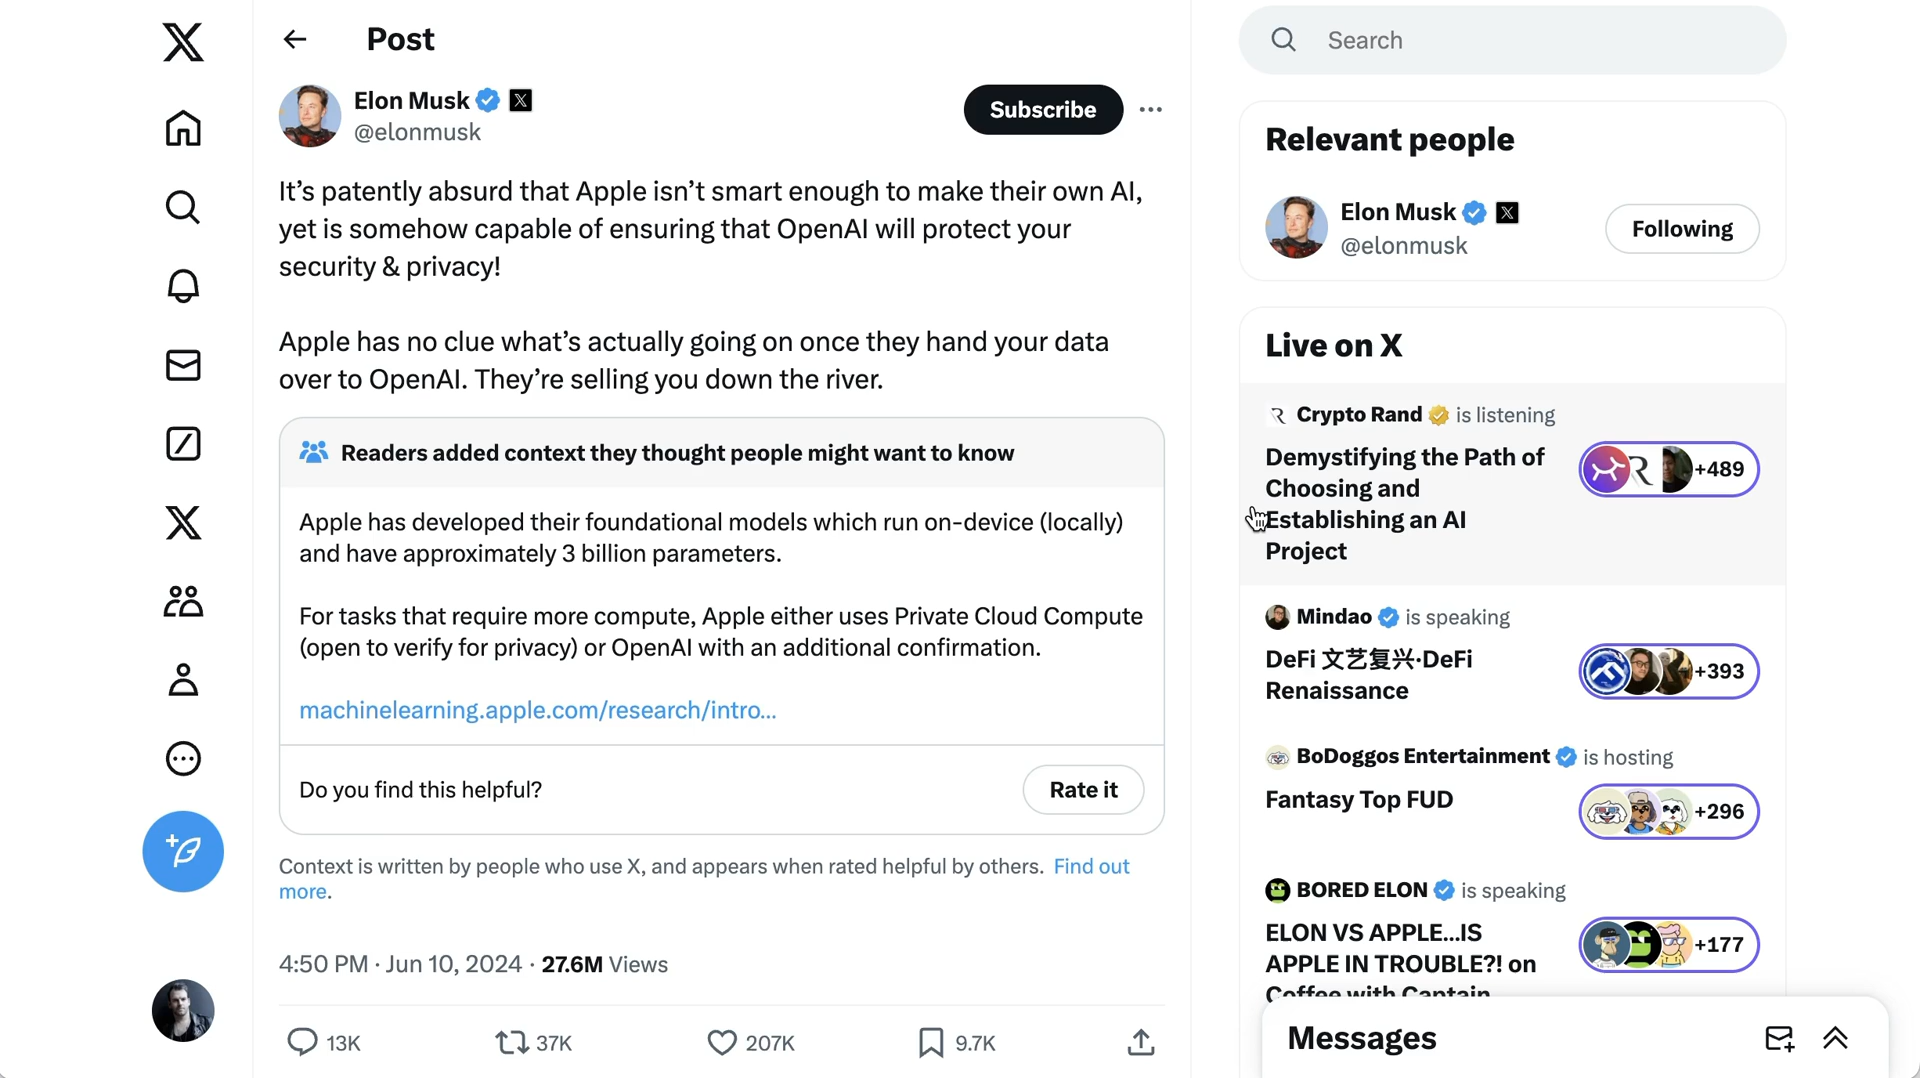 Post
Elon Musk
@elonmusk
Subscribe
It’s patently absurd that Apple isn’t smart enough to make their own AI,
yet is somehow capable of ensuring that OpenAI will protect your
security & privacy!
Apple has no clue what’s actually going on once they hand your data
over to OpenAI. They’re selling you down the river.
Readers added context they thought people might want to know
Apple has developed their foundational models which run on-device (locally)
and have approximately 3 billion parameters.
For tasks that require more compute, Apple either uses Private Cloud Compute
(open to verify for privacy) or OpenAI with an additional confirmation.
machinelearning.apple.com/research/intro...
Do you find this helpful?
Rate it
Context is written by people who use X, and appears when rated helpful by others. Find out
more.
4:50 PM · Jun 10, 2024 · 27.6M Views
13K 37K 207K 9.7K
Search
Relevant people
Elon Musk
@elonmusk
Following
Live on X
Crypto Rand is listening
Demystifying the Path of
Choosing and
Establishing an AI
Project
+489
Mindao is speaking
DeFi 文艺复兴·DeFi
Renaissance
+393
BoDoggos Entertainment is hosting
Fantasy Top FUD
+296
BORED ELON is speaking
ELON VS APPLE...IS
APPLE IN TROUBLE?! on
Coffee with Captain
+177
Messages